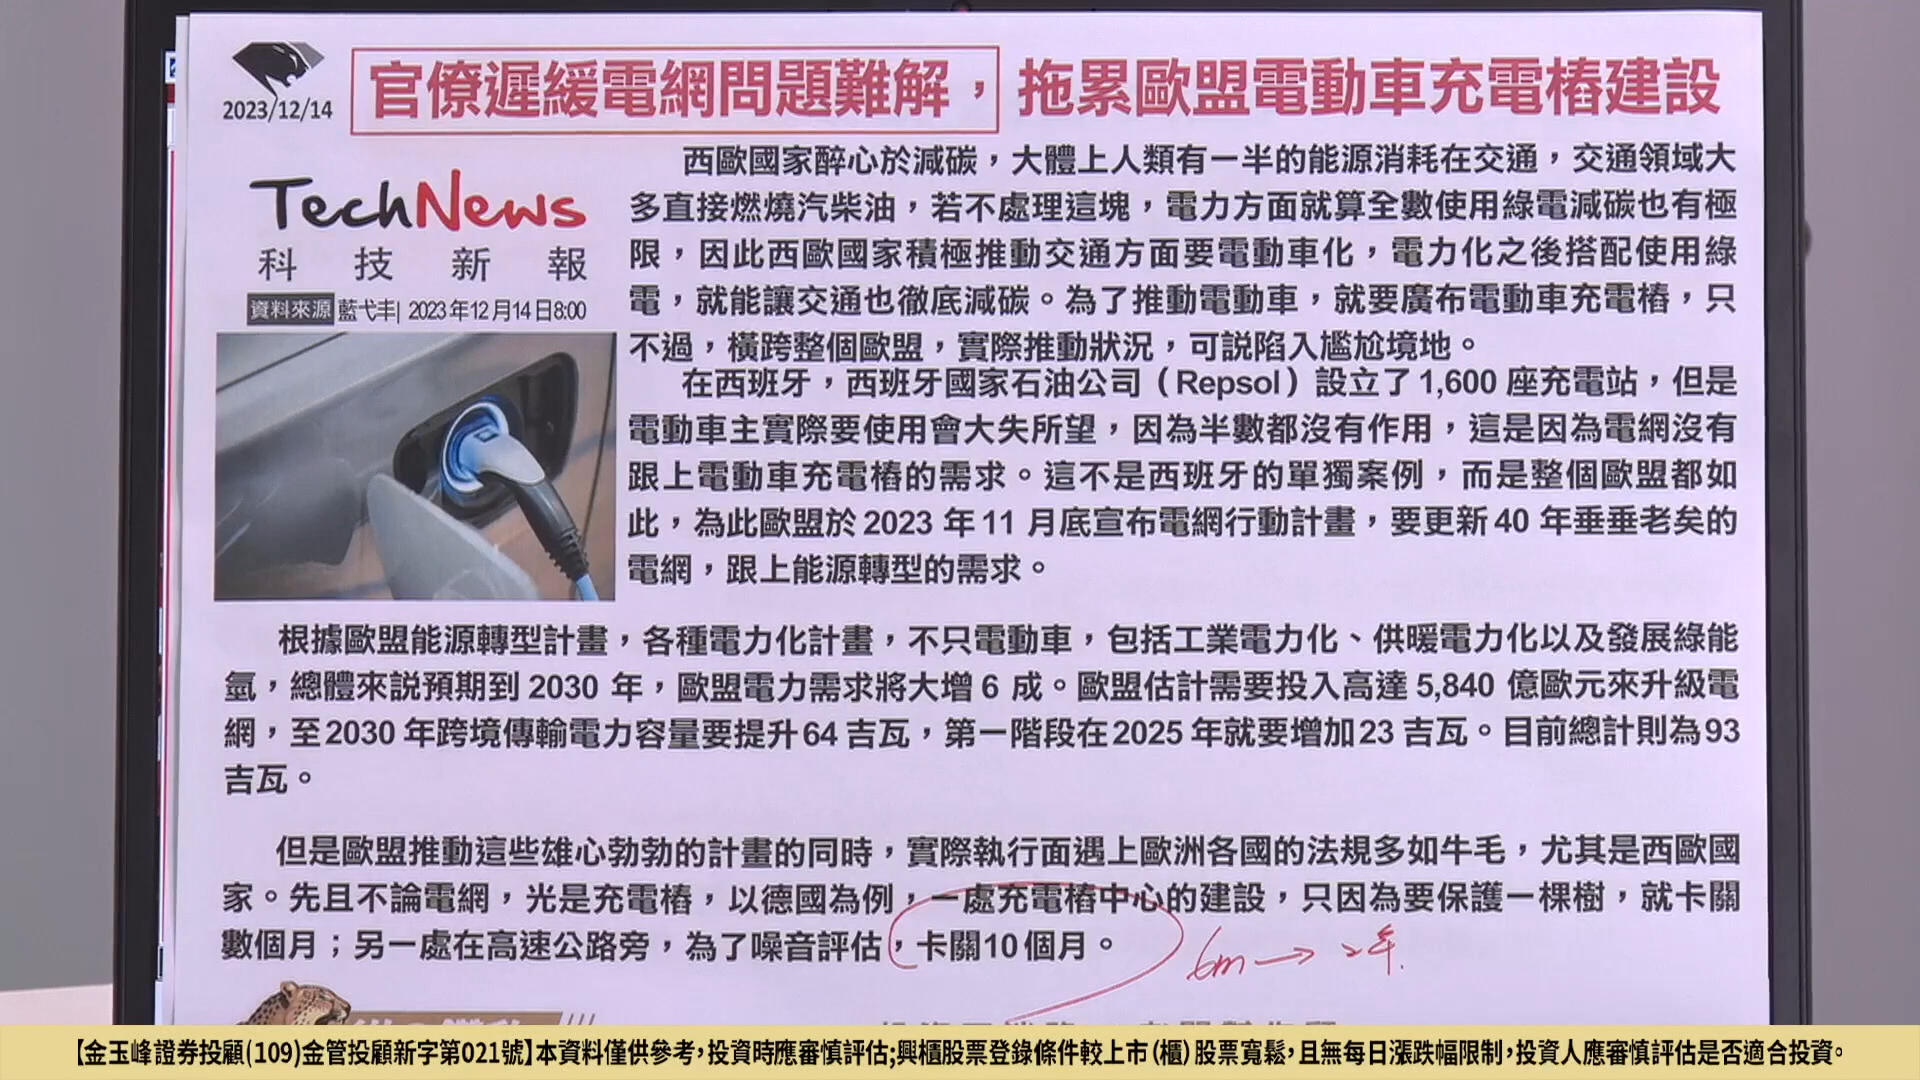 2023/12/14
官僚遲緩電網問題難解，拖累歐盟電動車充電樁建設
TechNews
科技新報
資料來源 藍弋丰| 2023年12月14日8:00
西歐國家醉心於減碳，大體上人類有一半的能源消耗在交通，交通領域大
多直接燃燒汽柴油，若不處理這塊，電力方面就算全數使用綠電減碳也有極
限，因此西歐國家積極推動交通方面要電動車化，電力化之後搭配使用綠
電，就能讓交通也徹底減碳。為了推動電動車，就要廣布電動車充電樁，只
不過，橫跨整個歐盟，實際推動狀況，可說陷入尷尬境地。
在西班牙，西班牙國家石油公司（Repsol）設立了1,600 座充電站，但是
電動車主實際要使用會大失所望，因為半數都沒有作用，這是因為電網沒有
跟上電動車充電樁的需求。這不是西班牙的單獨案例，而是整個歐盟都如
此，為此歐盟於2023 年11 月底宣布電網行動計畫，要更新40 年垂垂老矣的
電網，跟上能源轉型的需求。
根據歐盟能源轉型計畫，各種電力化計畫，不只電動車，包括工業電力化、供暖電力化以及發展綠能
氫，總體來說預期到2030 年，歐盟電力需求將大增6 成。歐盟估計需要投入高達5,840 億歐元來升級電
網，至2030 年跨境傳輸電力容量要提升64 吉瓦，第一階段在2025 年就要增加23 吉瓦。目前總計則為93
吉瓦。
但是歐盟推動這些雄心勃勃的計畫的同時，實際執行面遇上歐洲各國的法規多如牛毛，尤其是西歐國
家。先且不論電網，光是充電樁，以德國為例，一處充電樁中心的建設，只因為要保護一棵樹，就卡關
數個月；另一處在高速公路旁，為了噪音評估，卡關10個月。
6m → 2年.
【金玉峰證券投顧(109)金管投顧新字第021號】本資料僅供參考，投資時應審慎評估;興櫃股票登錄條件較上市(櫃)股票寬鬆，且無每日漲跌幅限制，投資人應審慎評估是否適合投資。